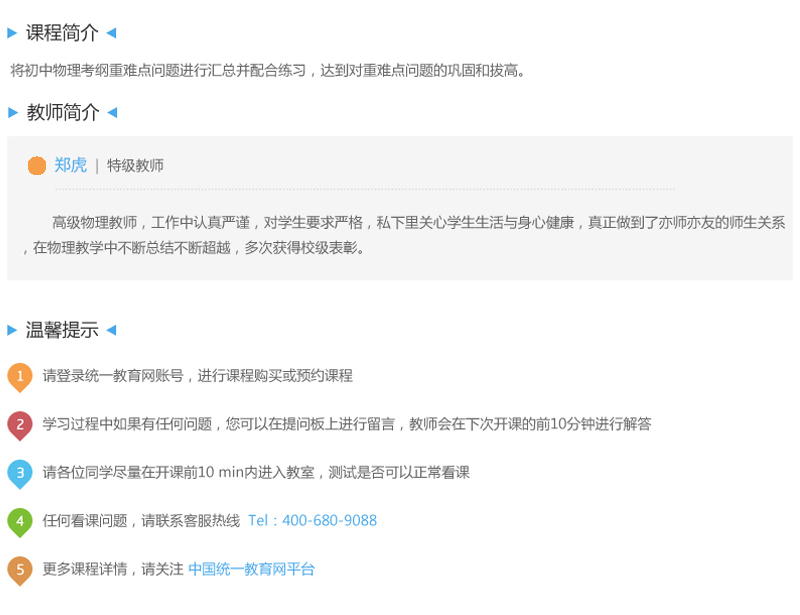 课程简介
将初中物理考纲重难点问题进行汇总并配合练习，达到对重难点问题的巩固和拔高。
教师简介
郑虎 | 特级教师
高级物理教师，工作中认真严谨，对学生要求严格，私下里关心学生生活与身心健康，真正做到了亦师亦友的师生关系
，在物理教学中不断总结不断超越，多次获得校级表彰。
温馨提示
1 请登录统一教育网账号，进行课程购买或预约课程
2 学习过程中如果有任何问题，您可以在提问板上进行留言，教师会在下次开课的前10分钟进行解答
3 请各位同学尽量在开课前10 min内进入教室，测试是否可以正常看课
4 任何看课问题，请联系客服热线 Tel：400-680-9088
5 更多课程详情，请关注 中国统一教育网平台